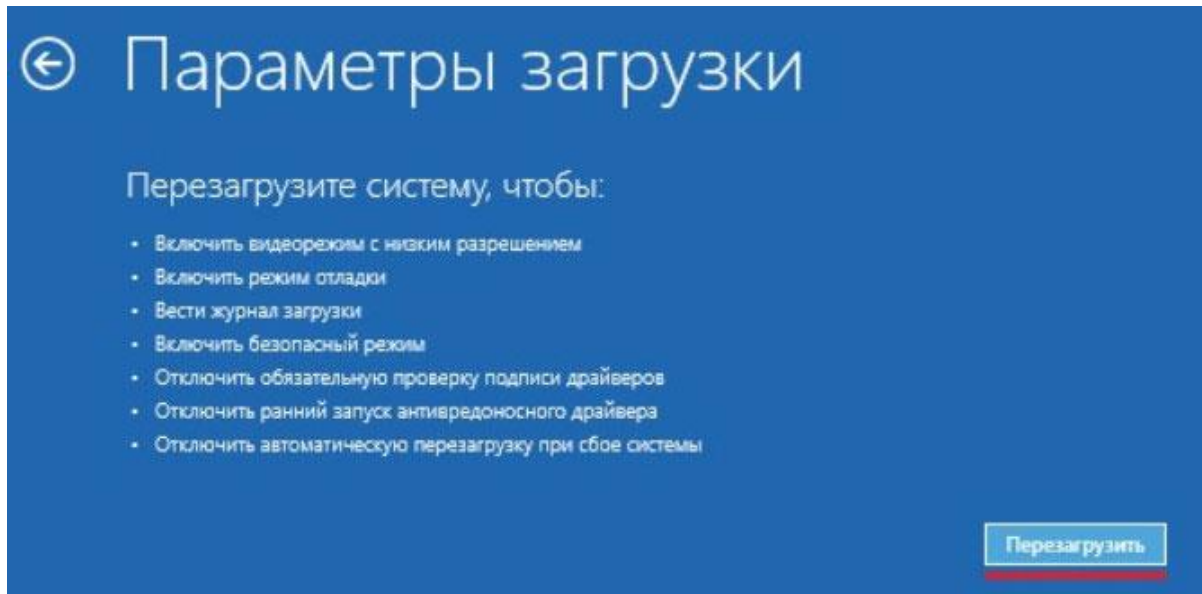 Параметры загрузки
Перезагрузите систему, чтобы:
• Включить видеорежим с низким разрешением
• Включить режим отладки
• Вести журнал загрузки
• Включить безопасный режим
• Отключить обязательную проверку подписи драйверов
• Отключить ранний запуск антивредоносного драйвера
• Отключить автоматическую перезагрузку при сбое системы
Перезагрузить